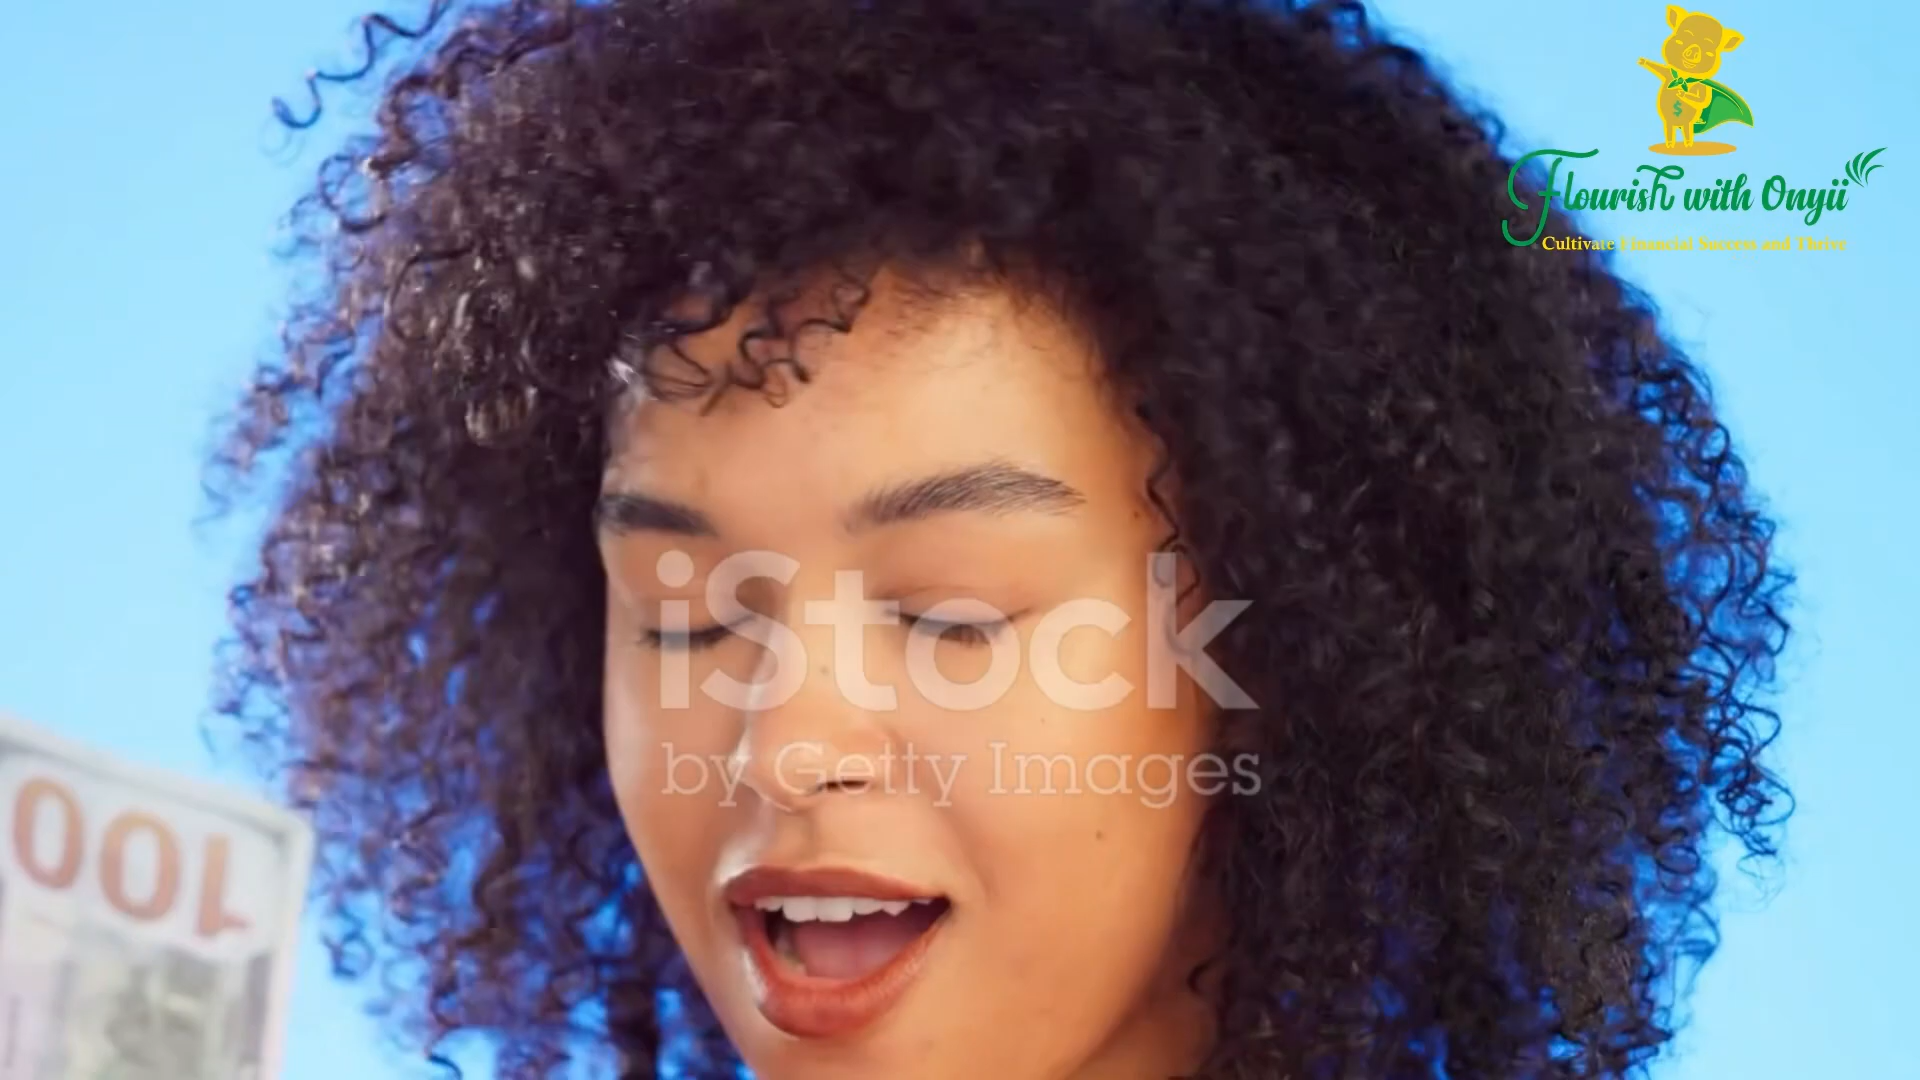 $
Flourish with Onyii
Cultivate Financial Success and Thrive
iStock
by Getty Images
100